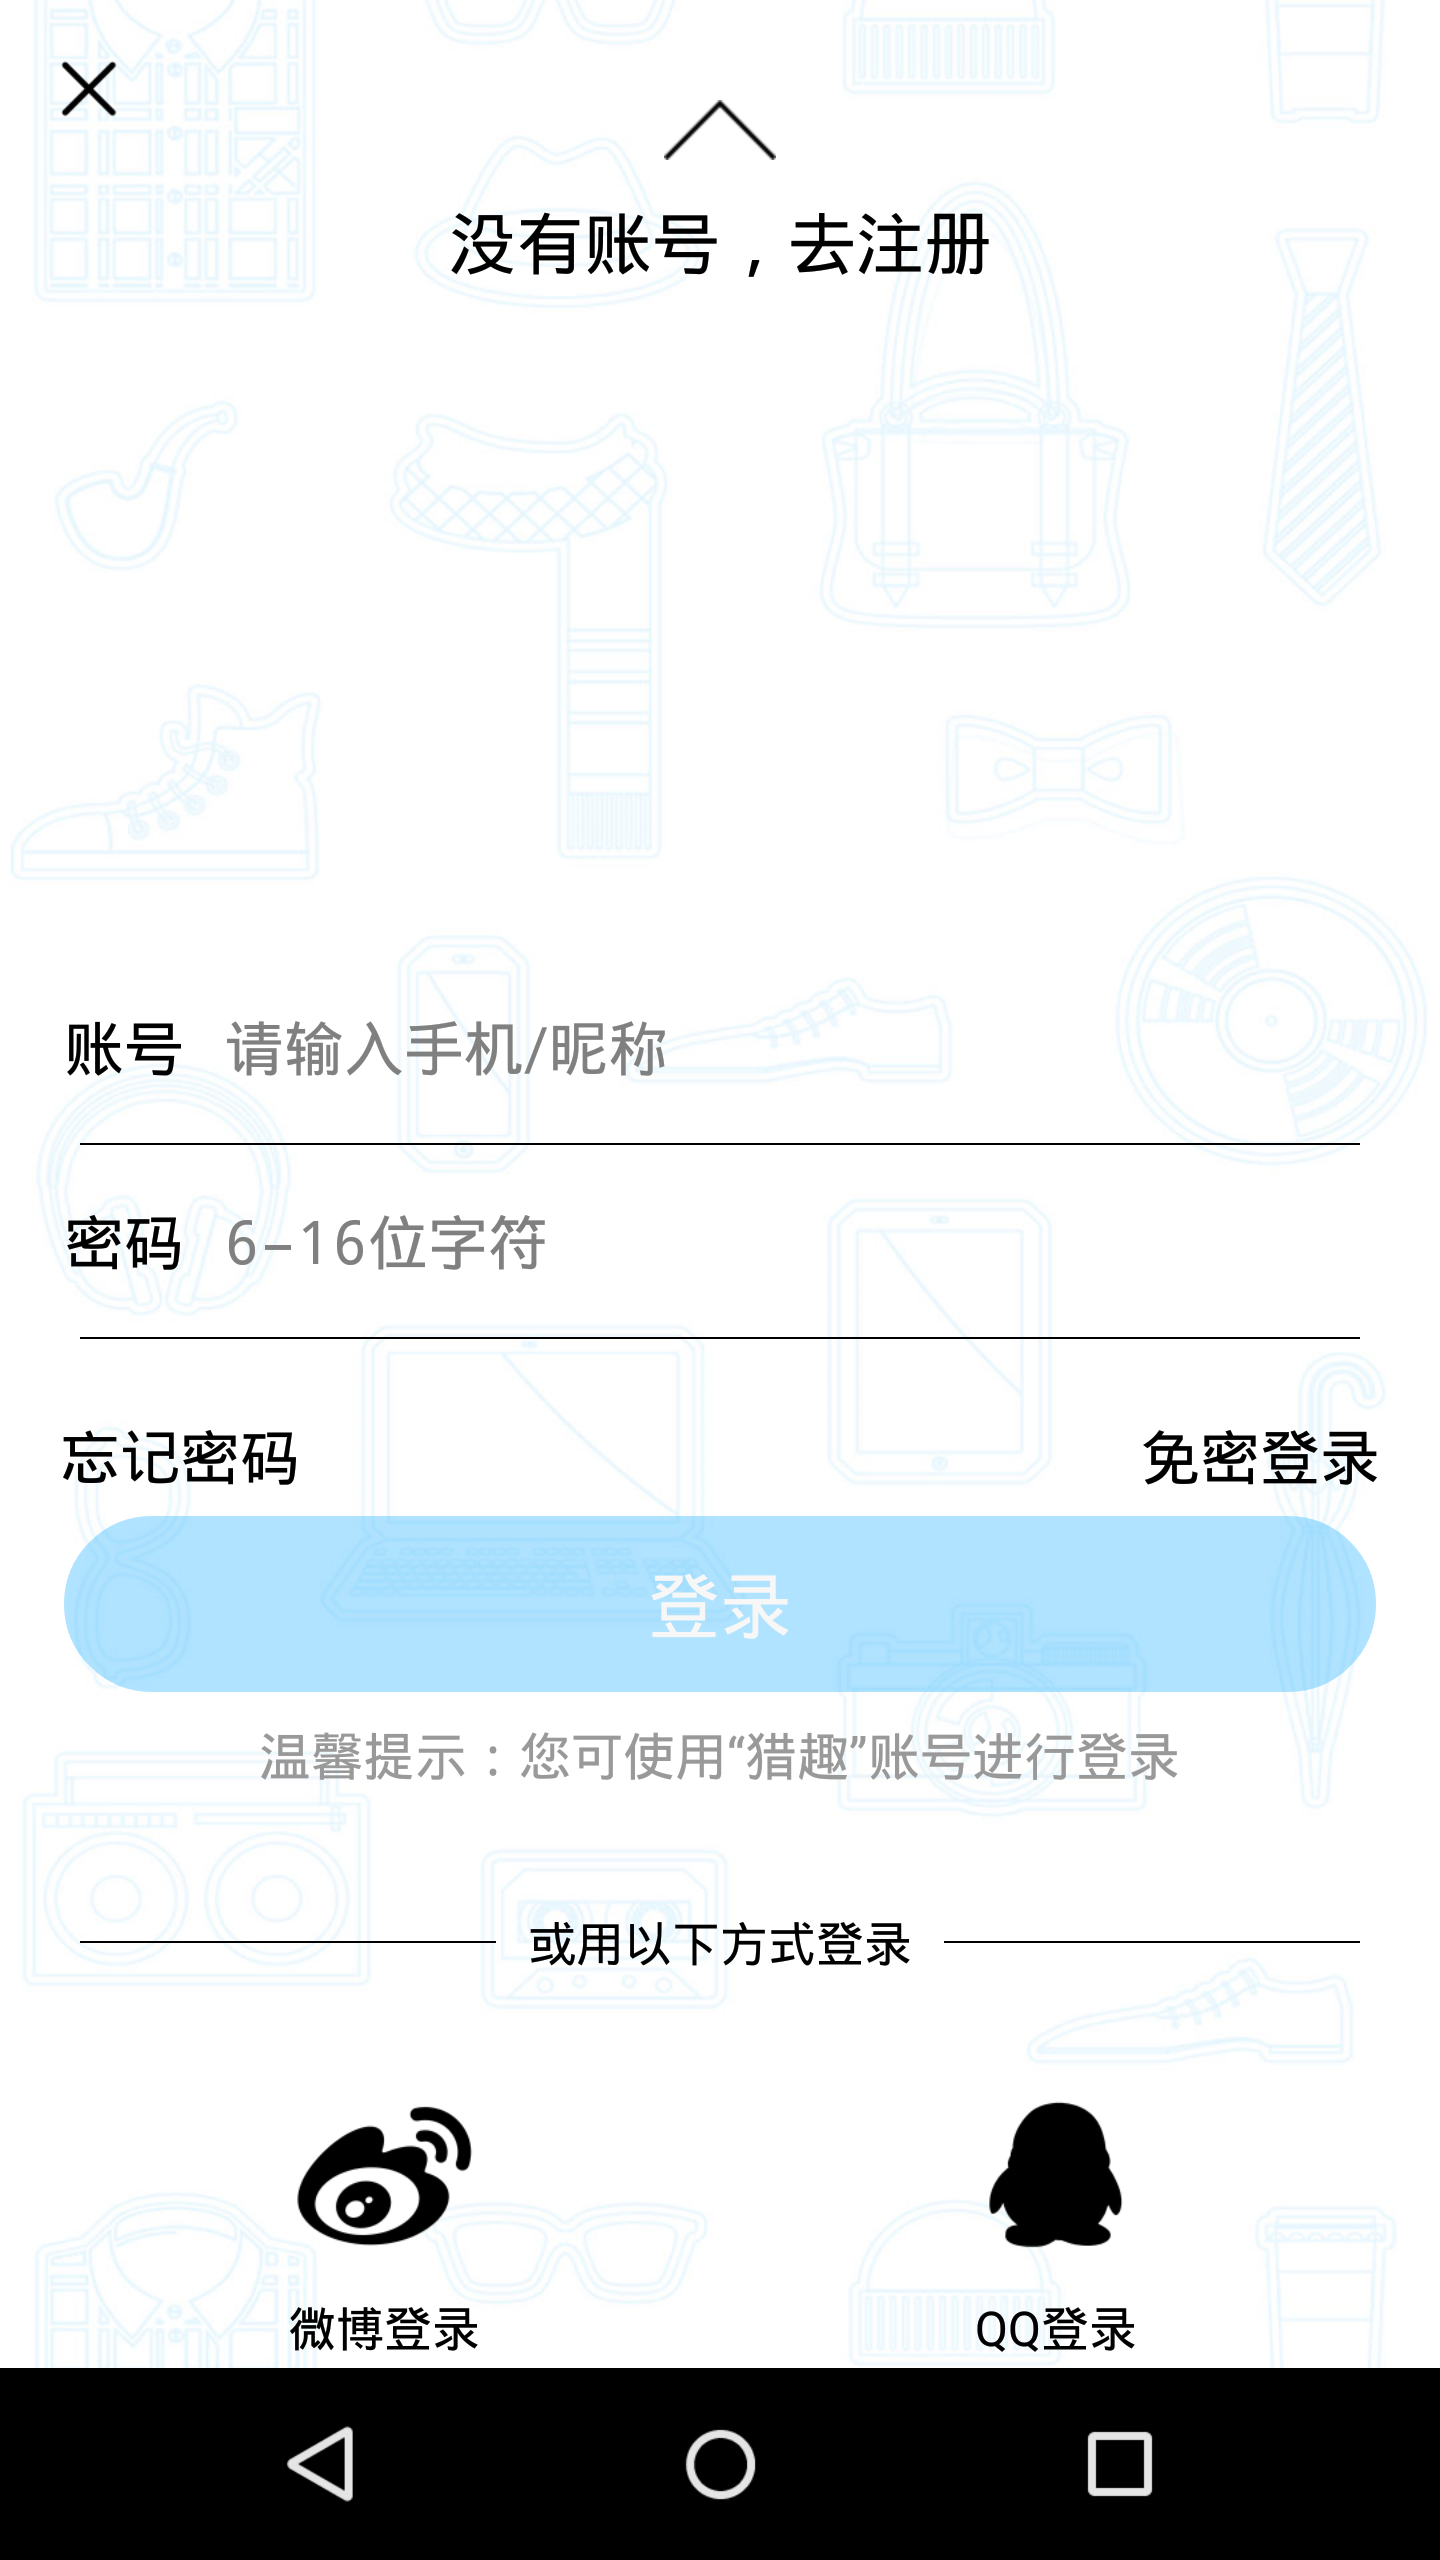 没有账号，去注册
账号 请输入手机/昵称
密码 6-16位字符
忘记密码 免密登录
登录
温馨提示：您可使用“猎趣”账号进行登录
或用以下方式登录
微博登录 QQ登录